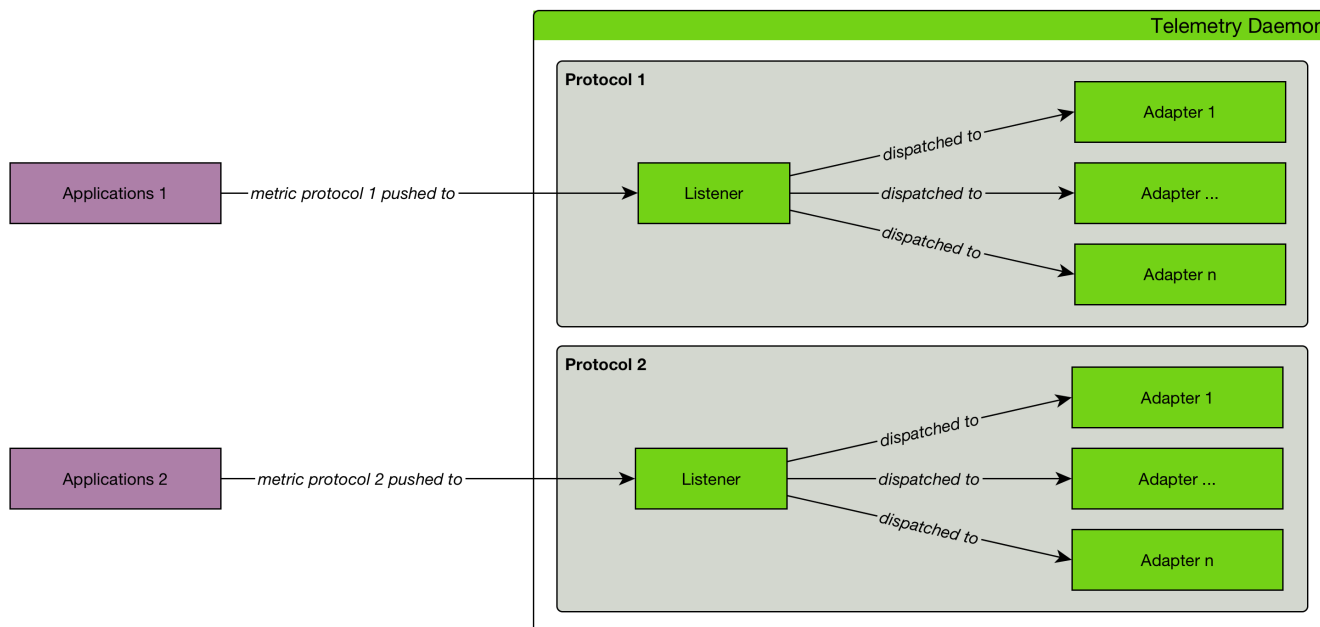 Telemetry Daemon
Protocol 1
Applications 1
metric protocol 1 pushed to
Listener
dispatched to
dispatched to
dispatched to
Adapter 1
Adapter ...
Adapter n
Protocol 2
Applications 2
metric protocol 2 pushed to
Listener
dispatched to
dispatched to
dispatched to
Adapter 1
Adapter ...
Adapter n